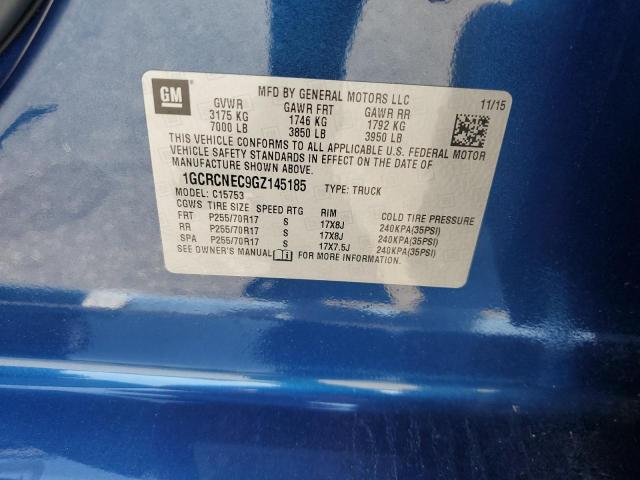 GM
MFD BY GENERAL MOTORS LLC 11/15
GVWR GAWR FRT GAWR RR
3175 KG 1746 KG 1792 KG
7000 LB 3850 LB 3950 LB
THIS VEHICLE CONFORMS TO ALL APPLICABLE U.S. FEDERAL MOTOR
VEHICLE SAFETY STANDARDS IN EFFECT ON THE DATE OF
MANUFACTURE SHOWN ABOVE.
1GCRCNEC9GZ145185 TYPE: TRUCK
MODEL: C15753
CGWS TIRE SIZE SPEED RTG RIM COLD TIRE PRESSURE
FRT P255/70R17 S 17X8J 240KPA(35PSI)
RR P255/70R17 S 17X8J 240KPA(35PSI)
SPA P255/70R17 S 17X7.5J 240KPA(35PSI)
SEE OWNER'S MANUAL FOR MORE INFORMATION.